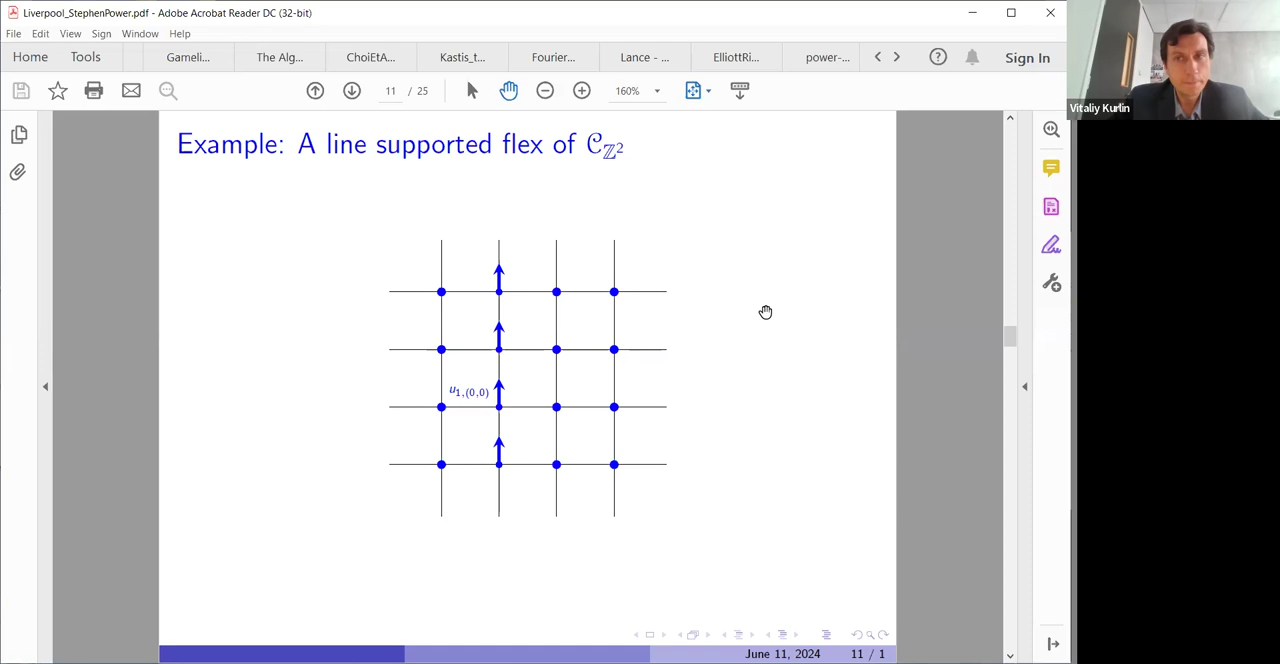 Liverpool_StephenPower.pdf - Adobe Acrobat Reader DC (32-bit)
File Edit View Sign Window Help
Home Tools Gameli... The Alg... ChoiEtA... Kastis_t... Fourier... Lance - ... ElliottRi... power-... Sign In
11 / 25 160%
Vitaliy Kurlin
Example: A line supported flex of 𝒞_ℤ²
u₁,₍₀,₀₎
June 11, 2024 11 / 1